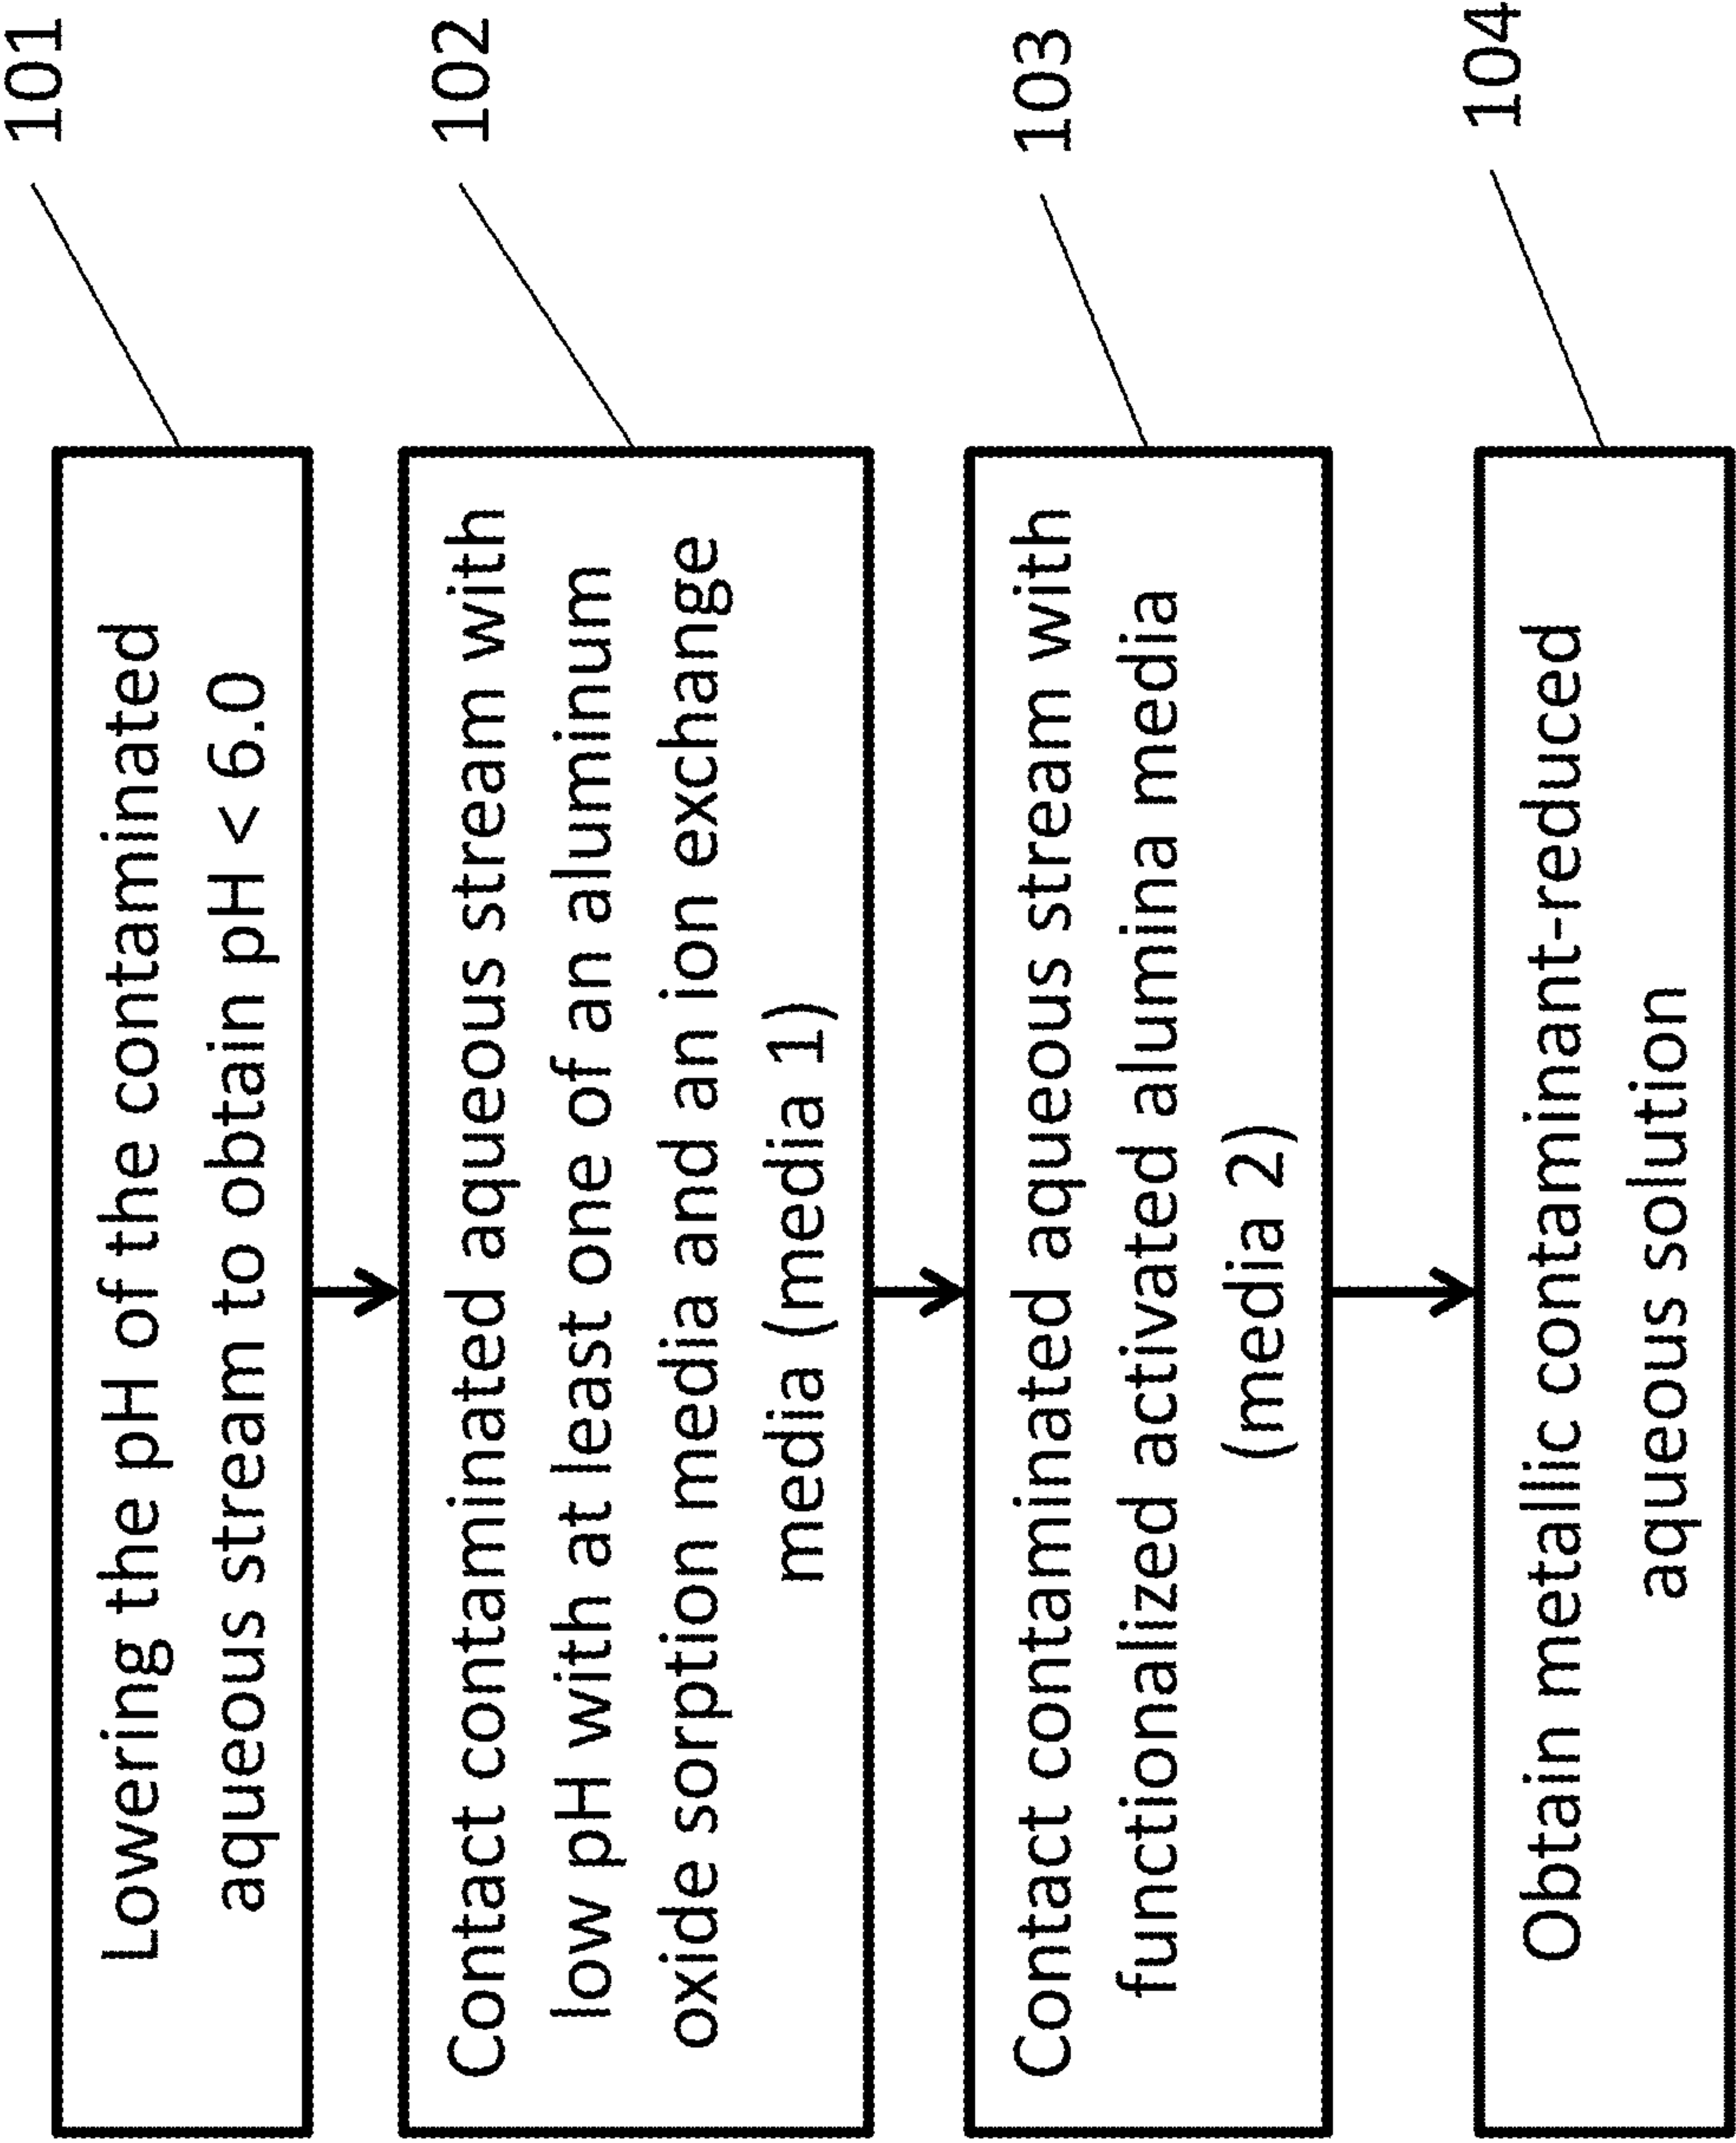 Lowering the pH of the contaminated
aqueous stream to obtain pH < 6.0
101
Contact contaminated aqueous stream with
low pH with at least one of an aluminum
oxide sorption media and an ion exchange
media (media 1)
102
Contact contaminated aqueous stream with
functionalized activated alumina media
(media 2)
103
Obtain metallic contaminant-reduced
aqueous solution
104